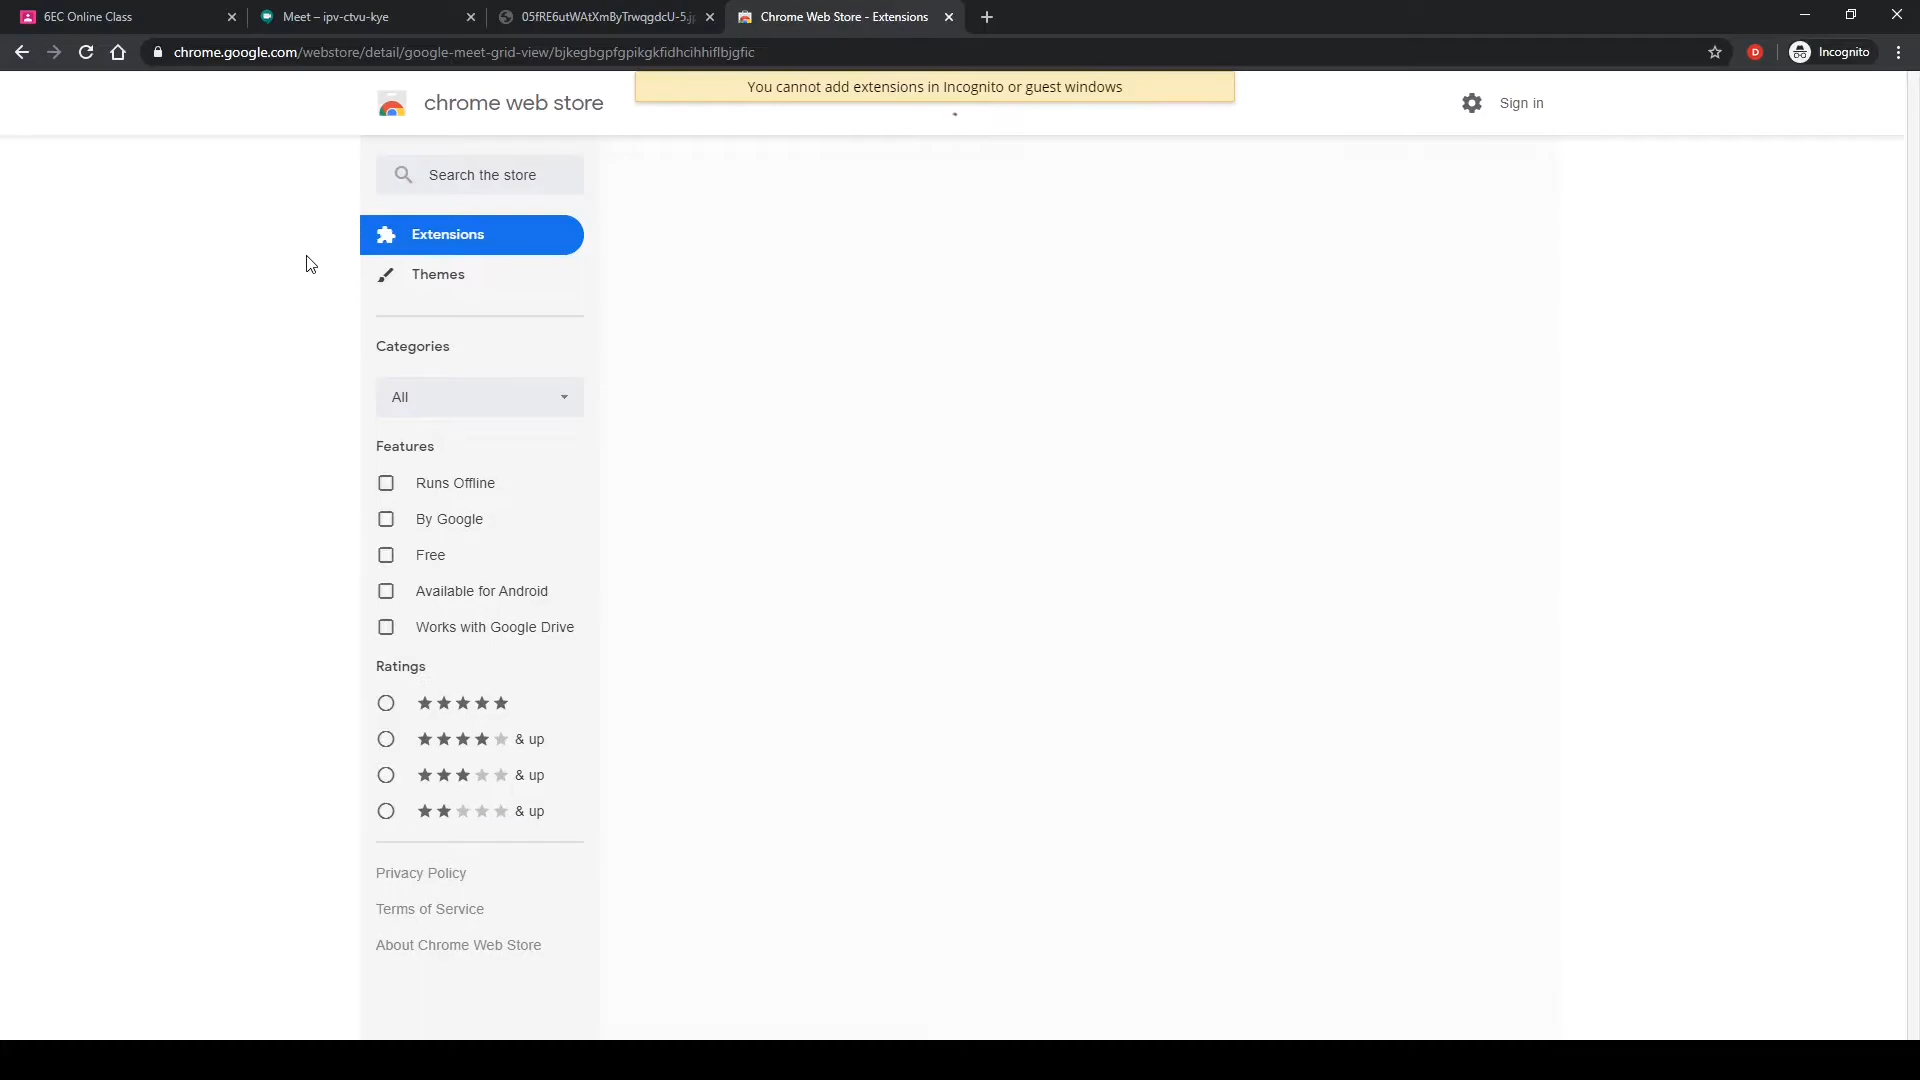 6EC Online Class
Meet – ipv-ctvu-kye
05fRE6utWAtXmByTrwqgdcU-5.j
Chrome Web Store - Extensions
chrome.google.com/webstore/detail/google-meet-grid-view/bjkegbgpfgpikgkfidhcihhiflbjgfic
D
Incognito
You cannot add extensions in Incognito or guest windows
chrome web store
Sign in
Search the store
Extensions
Themes
Categories
All
Features
Runs Offline
By Google
Free
Available for Android
Works with Google Drive
Ratings
& up
& up
& up
Privacy Policy
Terms of Service
About Chrome Web Store